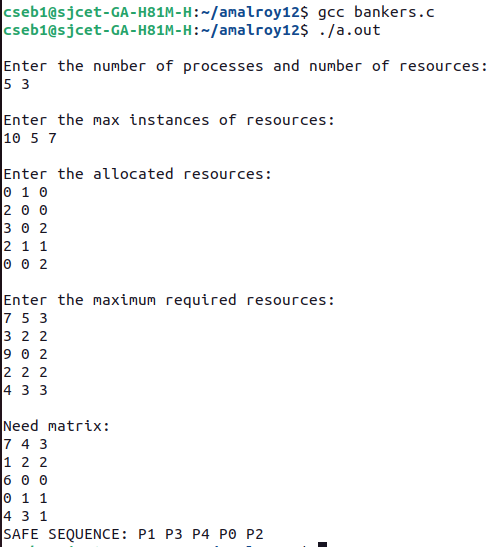 cseb1@sjcet-GA-H81M-H:~/amalroy12$ gcc bankers.c
cseb1@sjcet-GA-H81M-H:~/amalroy12$ ./a.out
Enter the number of processes and number of resources:
5 3
Enter the max instances of resources:
10 5 7
Enter the allocated resources:
0 1 0
2 0 0
3 0 2
2 1 1
0 0 2
Enter the maximum required resources:
7 5 3
3 2 2
9 0 2
2 2 2
4 3 3
Need matrix:
7 4 3
1 2 2
6 0 0
0 1 1
4 3 1
SAFE SEQUENCE: P1 P3 P4 P0 P2